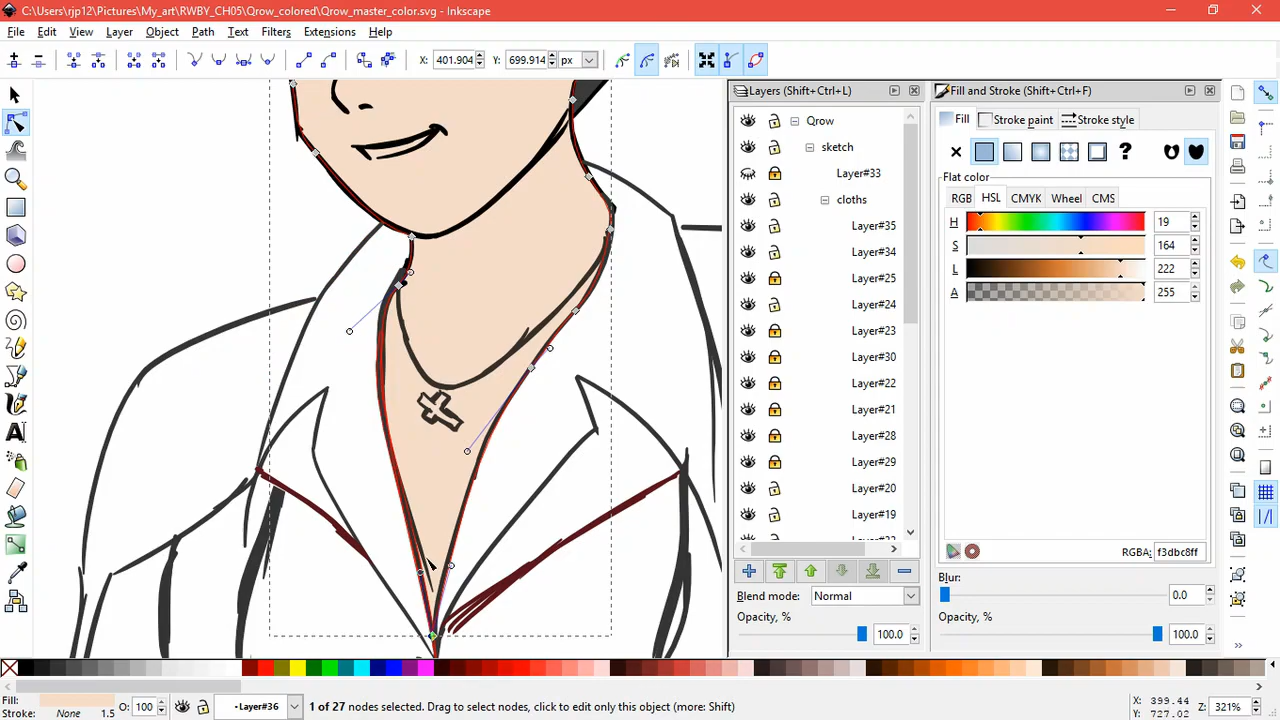 C:\Users\rjp12\Pictures\My_art\RWBY_CH05\Qrow_colored\Qrow_master_color.svg - Inkscape
File Edit View Layer Object Path Text Filters Extensions Help
X: 401.904 Y: 699.914 px
Layers (Shift+Ctrl+L)
Qrow
sketch
Layer#33
cloths
Layer#35
Layer#34
Layer#25
Layer#24
Layer#23
Layer#30
Layer#22
Layer#21
Layer#28
Layer#29
Layer#20
Layer#19
Blend mode: Normal
Opacity, % 100.0
Fill and Stroke (Shift+Ctrl+F)
Fill Stroke paint Stroke style
?
Flat color
RGB HSL CMYK Wheel CMS
H 19
S 164
L 222
A 255
RGBA: f3dbc8ff
Blur:
0.0
Opacity, %
100.0
Fill:
Stroke: None 1.5
O: 100
•Layer#36
1 of 27 nodes selected. Drag to select nodes, click to edit only this object (more: Shift)
X: 399.44
Y: 727.02
Z: 321%